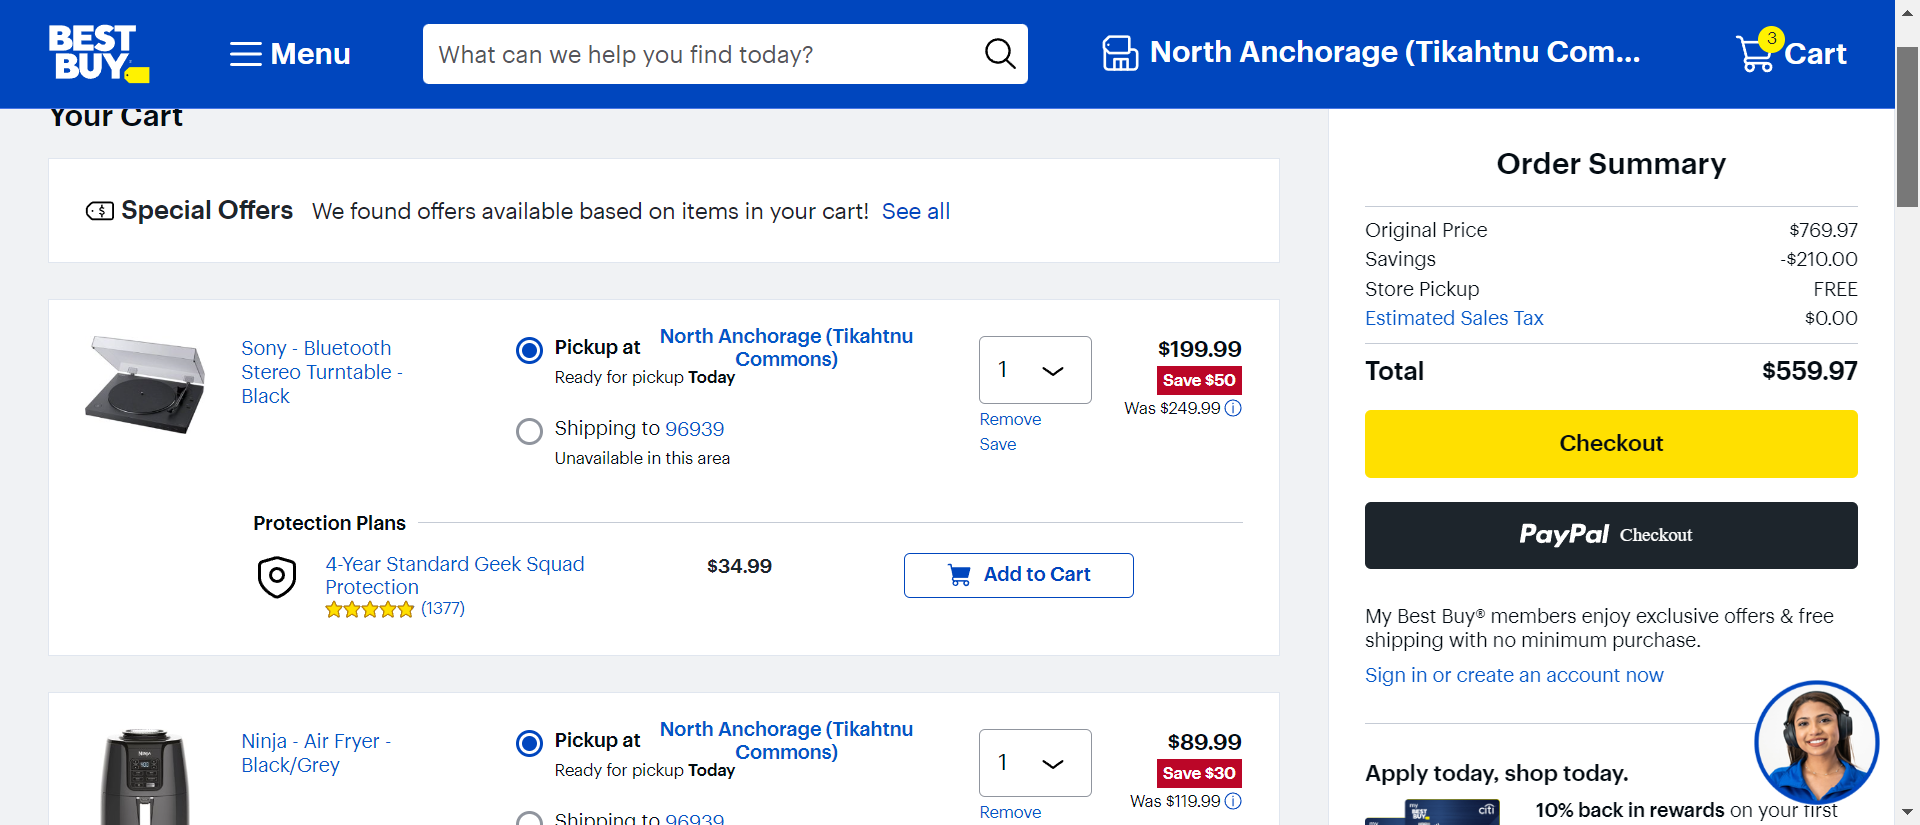 BEST BUY
Menu
What can we help you find today?
North Anchorage (Tikahtnu Com...
3
Cart
Your Cart
Special Offers We found offers available based on items in your cart! See all
Sony - Bluetooth
Stereo Turntable -
Black
Pickup at North Anchorage (Tikahtnu
Commons)
Ready for pickup Today
Shipping to 96939
Unavailable in this area
1
Remove
Save
$199.99
Save $50
Was $249.99
Protection Plans
4-Year Standard Geek Squad
Protection
(1377)
$34.99
Add to Cart
Ninja - Air Fryer -
Black/Grey
Pickup at North Anchorage (Tikahtnu
Commons)
Ready for pickup Today
Shipping to 96939
1
Remove
$89.99
Save $30
Was $119.99
Order Summary
Original Price $769.97
Savings -$210.00
Store Pickup FREE
Estimated Sales Tax $0.00
Total $559.97
Checkout
PayPal Checkout
My Best Buy® members enjoy exclusive offers & free
shipping with no minimum purchase.
Sign in or create an account now
Apply today, shop today.
my
BEST
BUY
citi
10% back in rewards on your first